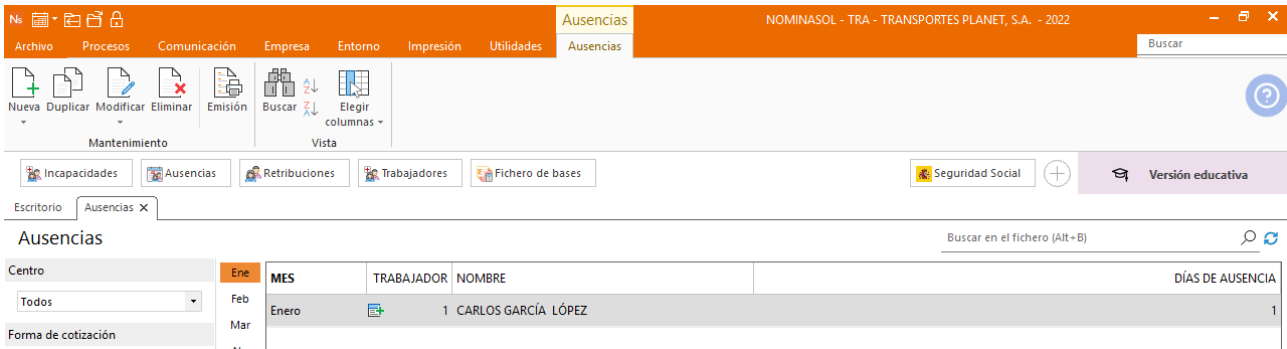 Ns Ausencias NOMINASOL - TRA - TRANSPORTES PLANET, S.A. - 2022
Archivo Procesos Comunicación Empresa Entorno Impresión Utilidades Ausencias Buscar
Nueva Duplicar Modificar Eliminar Emisión Buscar Elegir columnas
Mantenimiento Vista
Incapacidades Ausencias Retribuciones Trabajadores Fichero de bases Seguridad Social Versión educativa
Escritorio Ausencias X
Ausencias Buscar en el fichero (Alt+B)
Centro Ene MES TRABAJADOR NOMBRE DÍAS DE AUSENCIA
Todos Feb Enero 1 CARLOS GARCÍA LÓPEZ 1
Mar
Forma de cotización